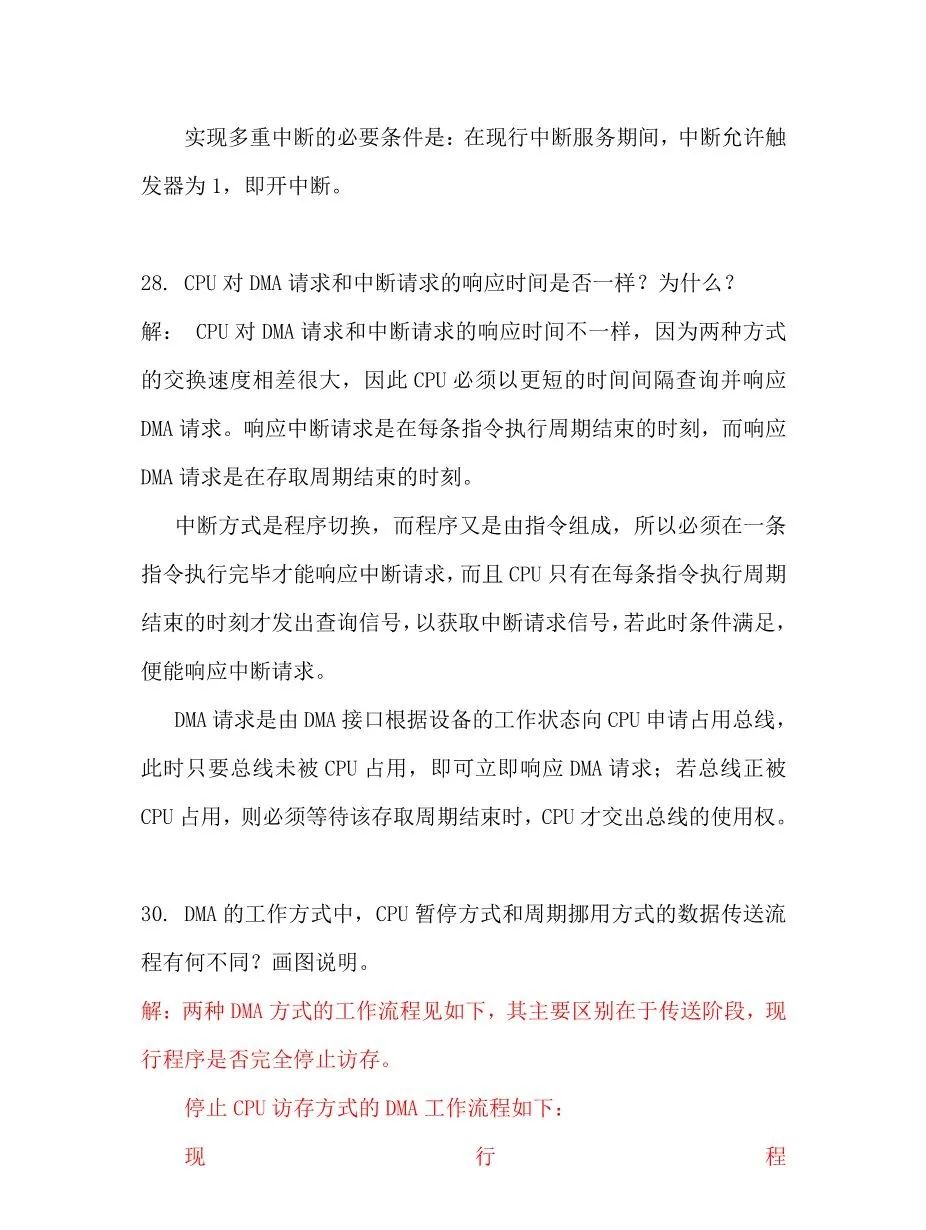 实现多重中断的必要条件是：在现行中断服务期间，中断允许触
发器为1，即开中断。
28. CPU 对 DMA 请求和中断请求的响应时间是否一样？为什么？
解： CPU 对 DMA 请求和中断请求的响应时间不一样，因为两种方式
的交换速度相差很大，因此 CPU 必须以更短的时间间隔查询并响应
DMA 请求。响应中断请求是在每条指令执行周期结束的时刻，而响应
DMA 请求是在存取周期结束的时刻。
中断方式是程序切换，而程序又是由指令组成，所以必须在一条
指令执行完毕才能响应中断请求，而且 CPU 只有在每条指令执行周期
结束的时刻才发出查询信号，以获取中断请求信号，若此时条件满足，
便能响应中断请求。
DMA 请求是由 DMA 接口根据设备的工作状态向 CPU 申请占用总线，
此时只要总线未被 CPU 占用，即可立即响应 DMA 请求；若总线正被
CPU 占用，则必须等待该存取周期结束时，CPU 才交出总线的使用权。
30. DMA 的工作方式中，CPU 暂停方式和周期挪用方式的数据传送流
程有何不同？画图说明。
解：两种 DMA 方式的工作流程见如下，其主要区别在于传送阶段，现
行程序是否完全停止访存。
停止 CPU 访存方式的 DMA 工作流程如下：
现 行 程